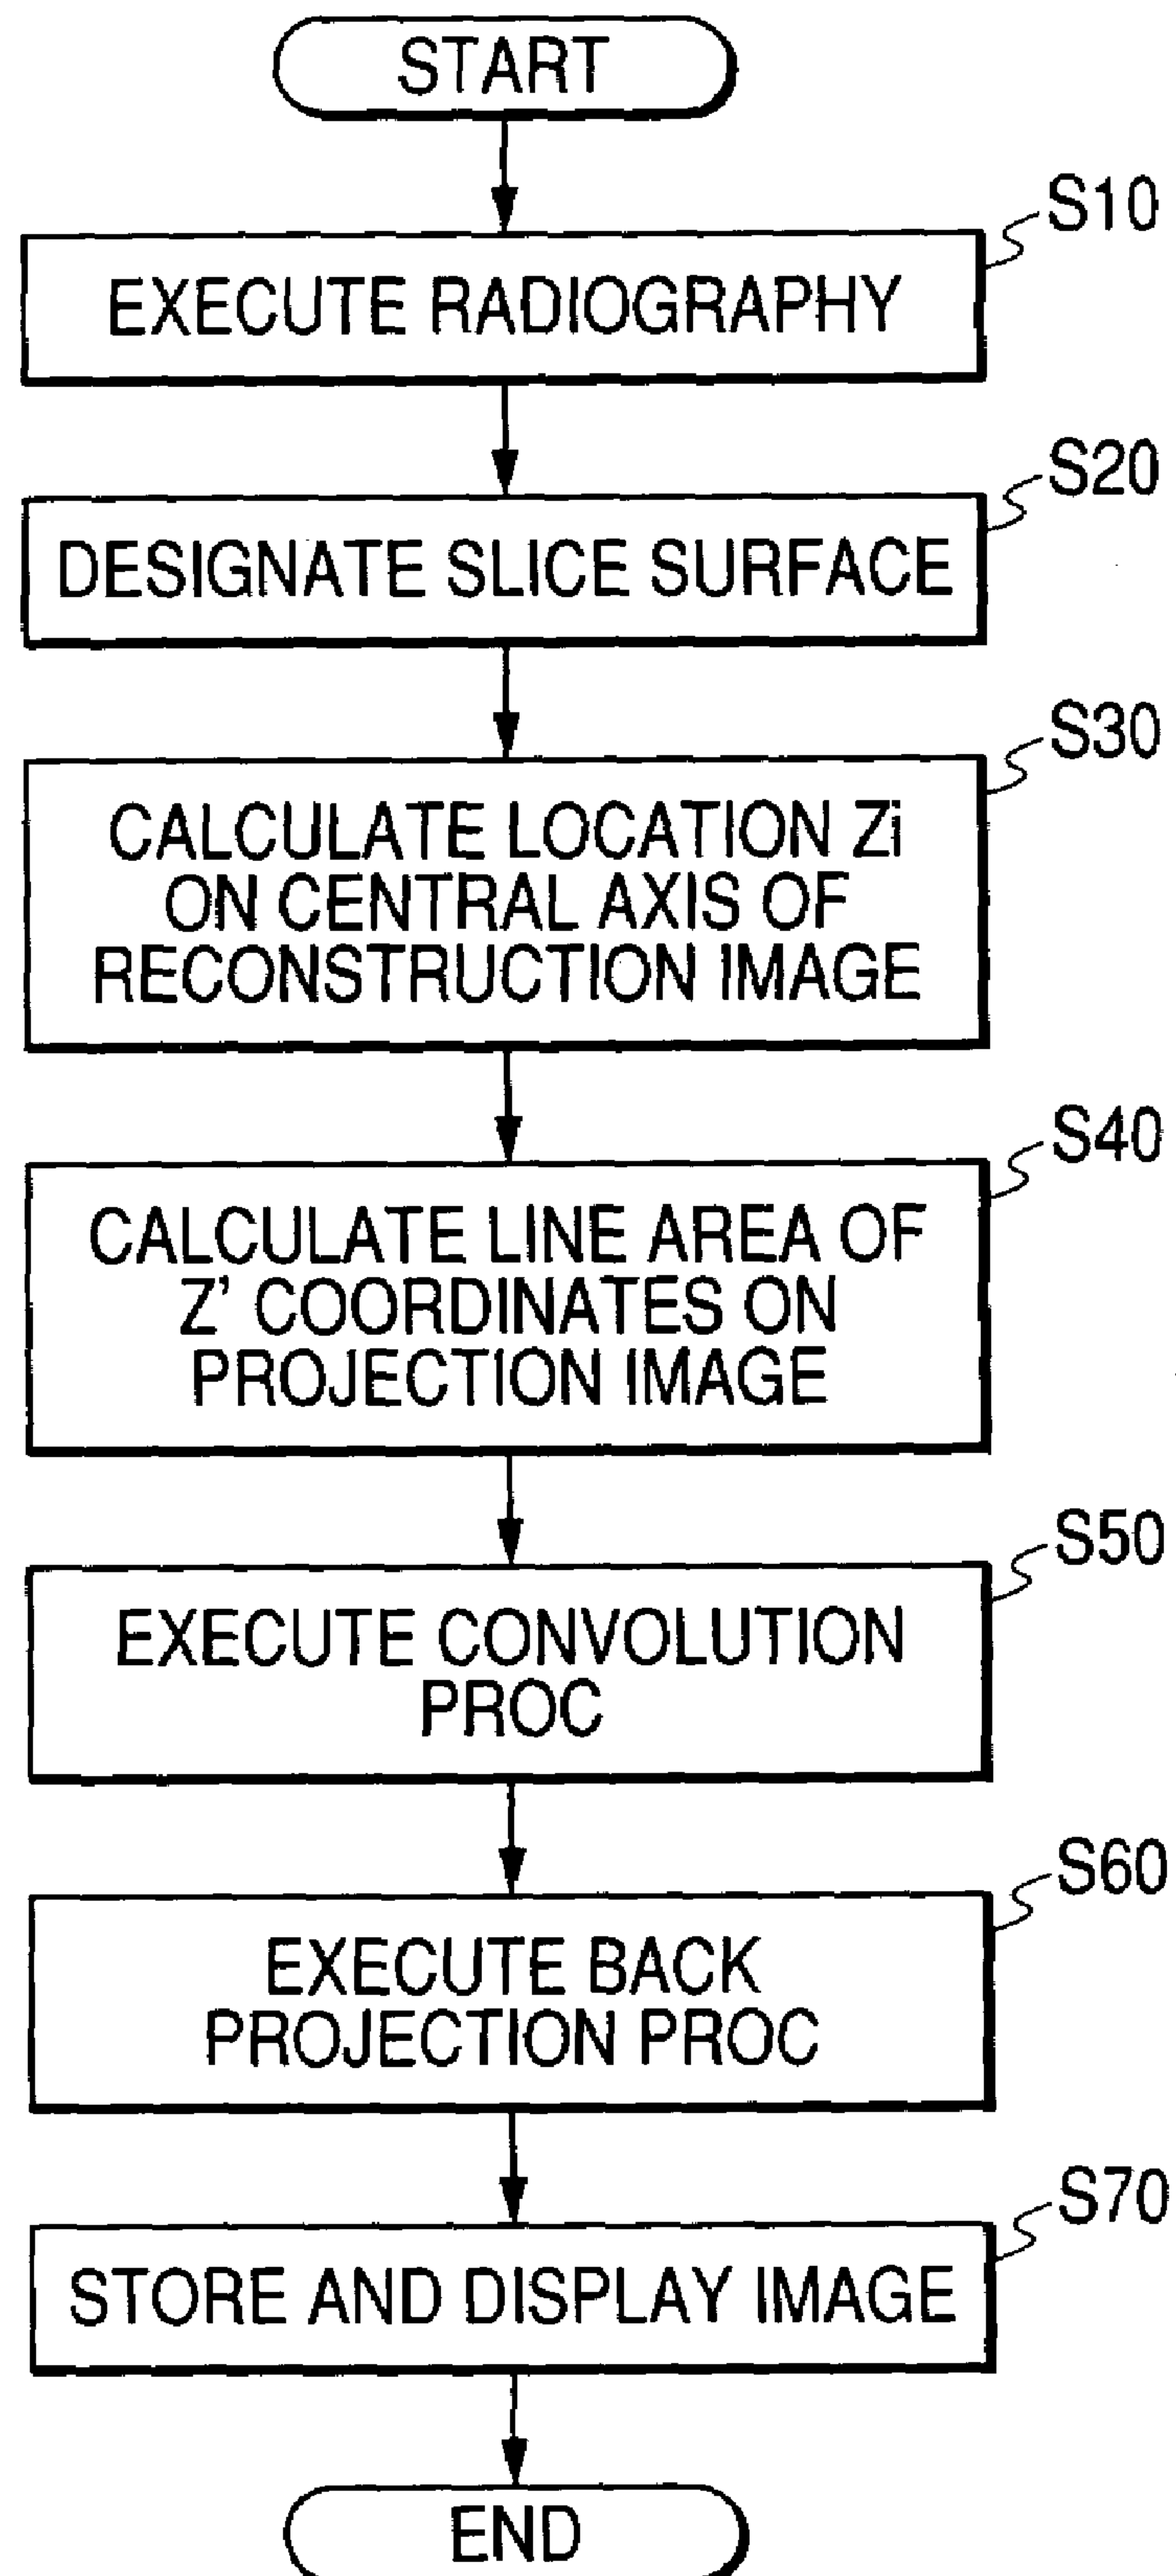 START
S10
EXECUTE RADIOGRAPHY
S20
DESIGNATE SLICE SURFACE
S30
CALCULATE LOCATION Zi
ON CENTRAL AXIS OF
RECONSTRUCTION IMAGE
S40
CALCULATE LINE AREA OF
Z' COORDINATES ON
PROJECTION IMAGE
S50
EXECUTE CONVOLUTION
PROC
S60
EXECUTE BACK
PROJECTION PROC
S70
STORE AND DISPLAY IMAGE
END